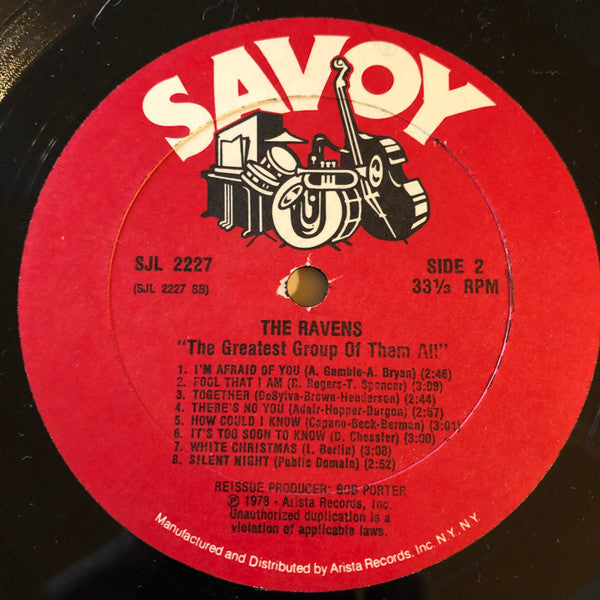 SAVOY
SJL 2227
SIDE 2
(SJL 2227 SB)
33⅓ RPM
THE RAVENS
"The Greatest Group Of Them All"
1. I'M AFRAID OF YOU (A. Gumble-A. Bryan) (2:46)
2. FOOL THAT I AM (R. Rogers-T. Spencer) (3:09)
3. TOGETHER (DeSylva-Brown-Henderson) (2:44)
4. THERE'S NO YOU (Adair-Hopper-Durgon) (2:57)
5. HOW COULD I KNOW (Capano-Beck-Berman) (3:01)
6. IT'S TOO SOON TO KNOW (D. Chessler) (3:00)
7. WHITE CHRISTMAS (I. Berlin) (3:08)
8. SILENT NIGHT (Public Domain) (2:52)
REISSUE PRODUCER: BOB PORTER
℗ 1978 - Arista Records, Inc.
Unauthorized duplication is a
violation of applicable laws.
Manufactured and Distributed by Arista Records, Inc. N.Y. N.Y.